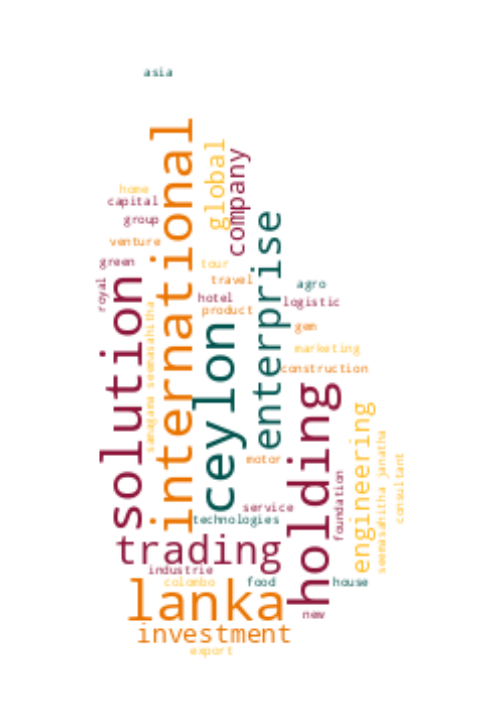 asia
international
global
company
home
capital
group
enterprise
venture
green
tour
travel
royal
solution
agro
hotel
logistic
product
samagana seemasahitha
ceylon
gem
marketing
construction
holding
engineering
motor
seemasahitha janatha
consultant
foundation
service
technologies
trading
industrie
colombo
food
house
lanka
new
investment
export